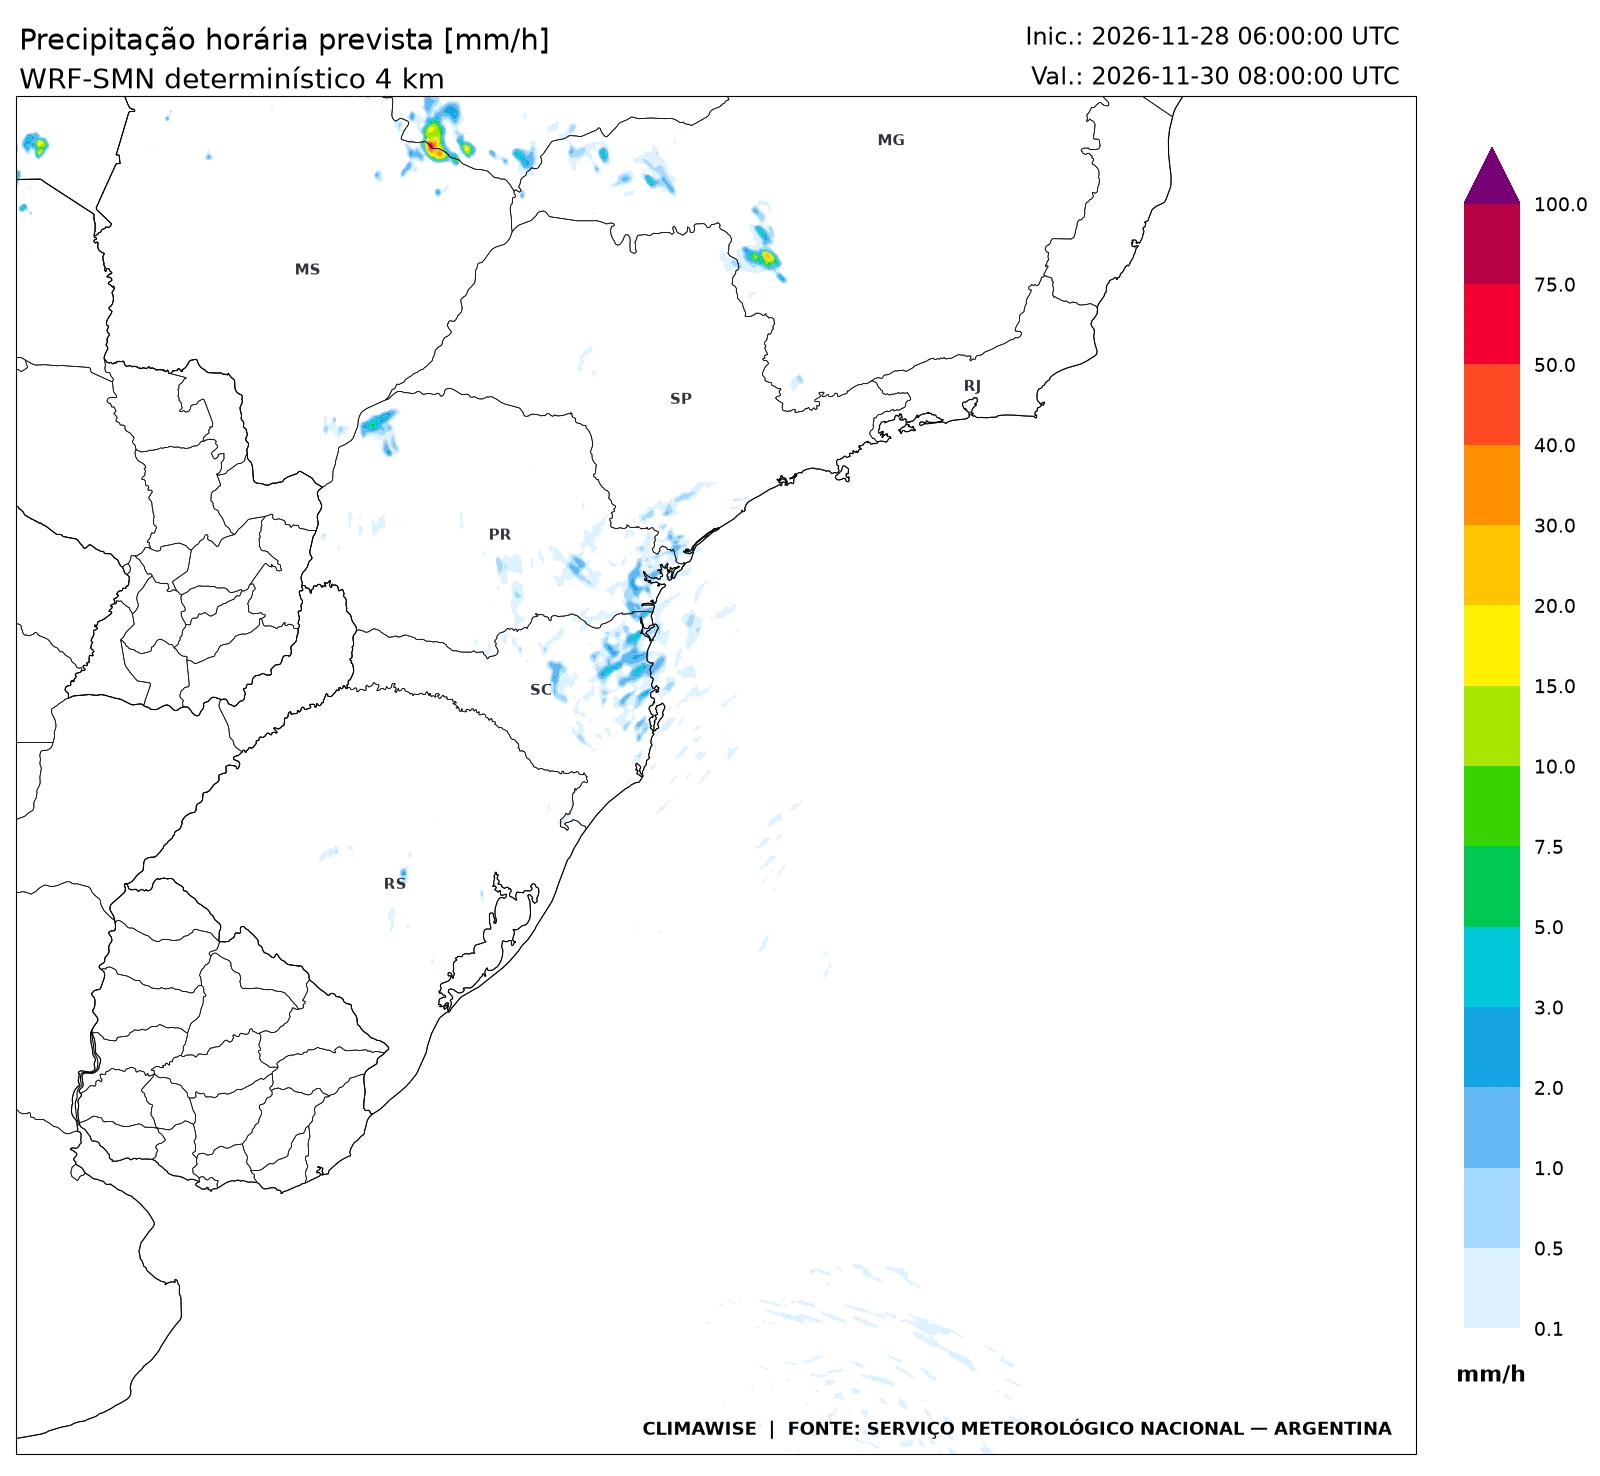 Precipitação horária prevista [mm/h]
WRF-SMN determinístico 4 km
Inic.: 2026-11-28 06:00:00 UTC
Val.: 2026-11-30 08:00:00 UTC
MG
MS
RJ
SP
PR
SC
RS
100.0
75.0
50.0
40.0
30.0
20.0
15.0
10.0
7.5
5.0
3.0
2.0
1.0
0.5
0.1
mm/h
CLIMAWISE | FONTE: SERVIÇO METEOROLÓGICO NACIONAL — ARGENTINA